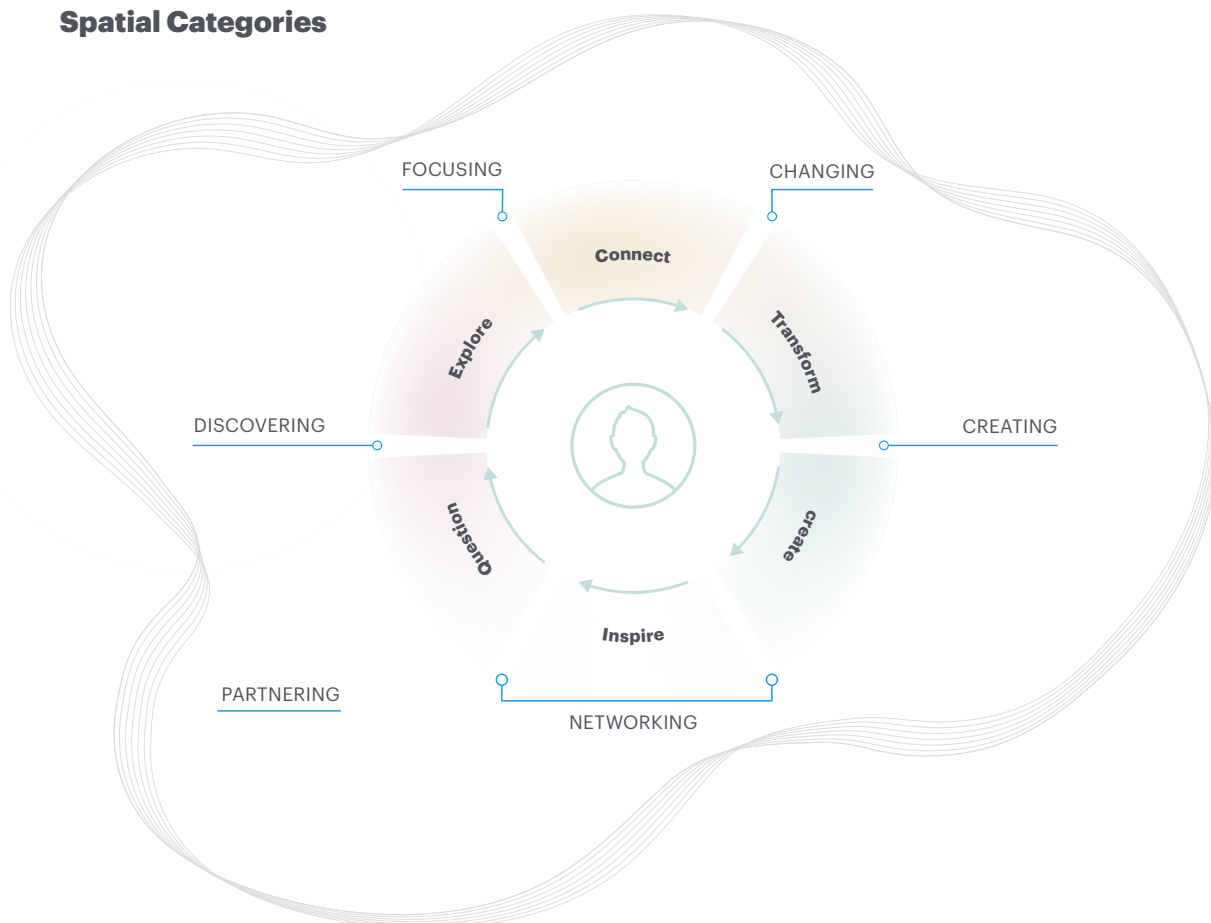 Spatial Categories
FOCUSING
CHANGING
Connect
Explore
Transform
DISCOVERING
CREATING
Question
create
Inspire
PARTNERING
NETWORKING